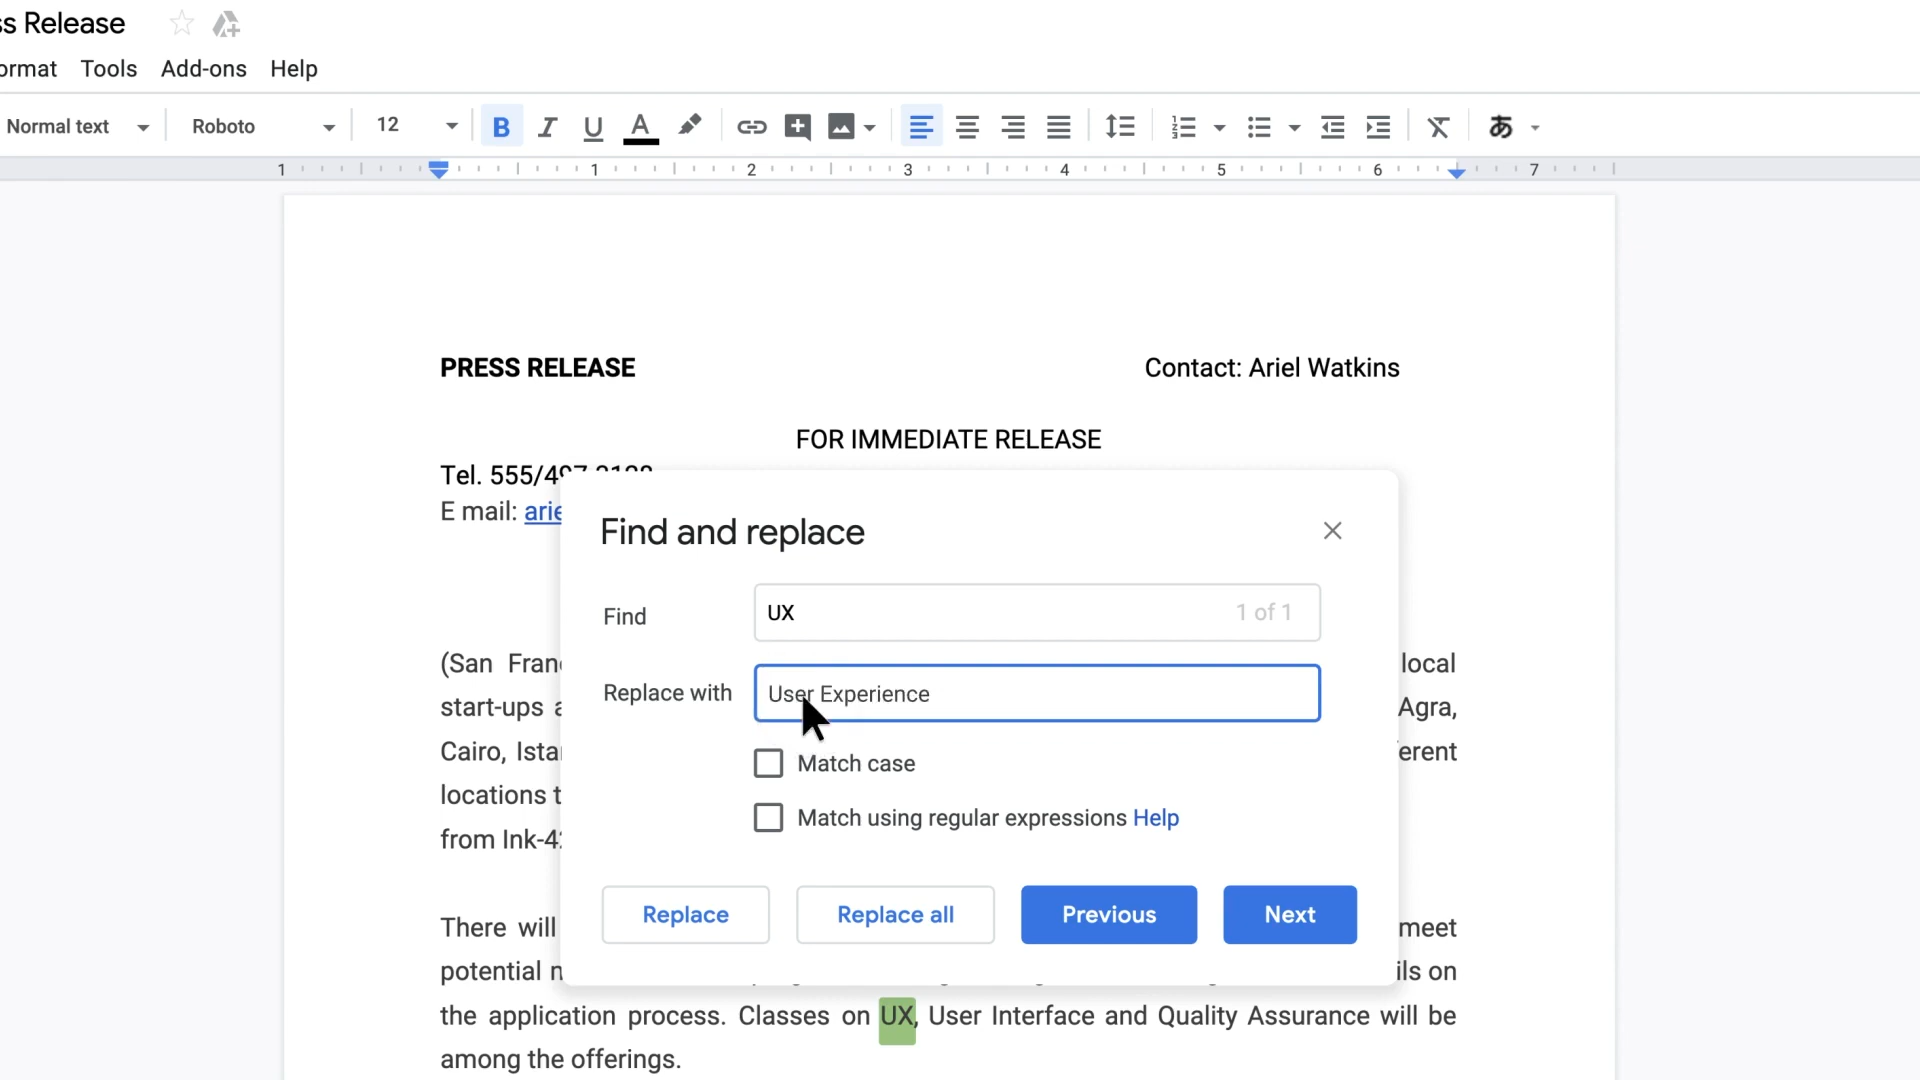 ss Release
ormat Tools Add-ons Help
Normal text Roboto 12 B I U A あ
1 1 2 3 4 5 6 7
PRESS RELEASE Contact: Ariel Watkins
FOR IMMEDIATE RELEASE
Tel.
E mail: arie
Find and replace
Find UX 1 of 1
(San Fran local
Replace with User Experience
start-ups a Agra,
Cairo, Ista erent
Match case
locations t
Match using regular expressions Help
from Ink-42
Replace Replace all Previous Next
There will meet
potential n ils on
the application process. Classes on UX, User Interface and Quality Assurance will be
among the offerings.